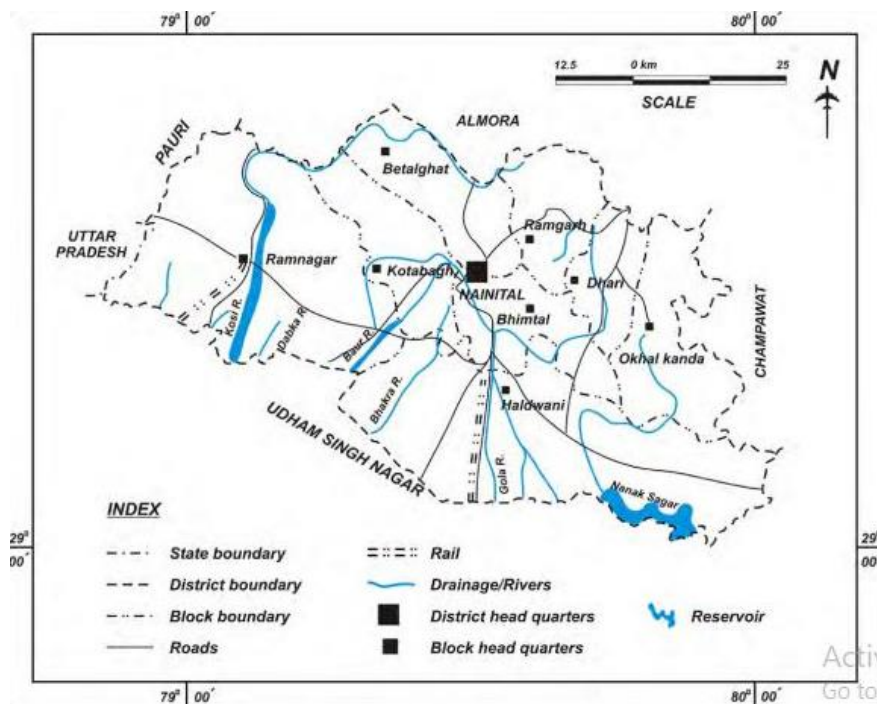 79° 00'
80° 00'
12.5 0 km 25
SCALE
N
ALMORA
PAURI
Betalghat
UTTAR
PRADESH
Ramgarh
Ramnagar
Kotabagh
Dhari
NAINITAL
Bhimtal
Kosi R.
Dabka R.
Baur R.
Okhal kanda
CHAMPAWAT
Bhakra R.
Haldwani
UDHAM SINGH NAGAR
Gola R.
Nanak Sagar
INDEX
29° 00'
29° 00'
State boundary
Rail
District boundary
Drainage/Rivers
Block boundary
District head quarters
Reservoir
Roads
Block head quarters
79° 00'
80° 00'
Go to